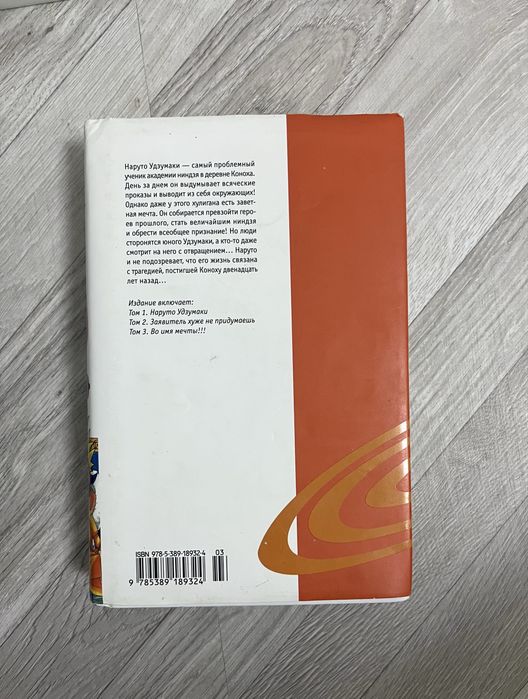 Наруто Удзумаки — самый проблемный
ученик академии ниндзя в деревне Коноха.
День за днем он выдумывает всяческие
проказы и выводит из себя окружающих!
Однако даже у этого хулигана есть завет-
ная мечта. Он собирается превзойти геро-
ев прошлого, стать величайшим ниндзя
и обрести всеобщее признание! Но люди
сторонятся юного Удзумаки, а кто-то даже
смотрит на него с отвращением... Наруто
и не подозревает, что его жизнь связана
с трагедией, постигшей Коноху двенадцать
лет назад...
Издание включает:
Том 1. Наруто Удзумаки
Том 2. Заявитель хуже не придумаешь
Том 3. Во имя мечты!!!
ISBN 978-5-389-18932-4
03
9 785389 189324